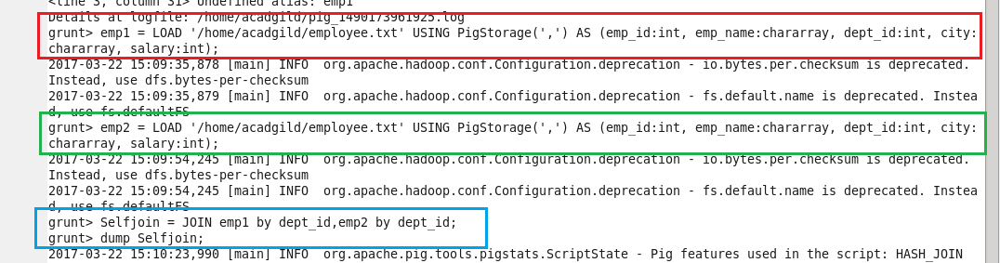 <line 3, column 31> Undefined alias: emp1
Details at logfile: /home/acadgild/pig_1490173961925.log
grunt> emp1 = LOAD '/home/acadgild/employee.txt' USING PigStorage(',') AS (emp_id:int, emp_name:chararray, dept_id:int, city:
chararray, salary:int);
2017-03-22 15:09:35,878 [main] INFO  org.apache.hadoop.conf.Configuration.deprecation - io.bytes.per.checksum is deprecated.
Instead, use dfs.bytes-per-checksum
2017-03-22 15:09:35,879 [main] INFO  org.apache.hadoop.conf.Configuration.deprecation - fs.default.name is deprecated. Instea
d, use fs.defaultFS
grunt> emp2 = LOAD '/home/acadgild/employee.txt' USING PigStorage(',') AS (emp_id:int, emp_name:chararray, dept_id:int, city:
chararray, salary:int);
2017-03-22 15:09:54,245 [main] INFO  org.apache.hadoop.conf.Configuration.deprecation - io.bytes.per.checksum is deprecated.
Instead, use dfs.bytes-per-checksum
2017-03-22 15:09:54,245 [main] INFO  org.apache.hadoop.conf.Configuration.deprecation - fs.default.name is deprecated. Instea
d, use fs.defaultFS
grunt> Selfjoin = JOIN emp1 by dept_id,emp2 by dept_id;
grunt> dump Selfjoin;
2017-03-22 15:10:23,990 [main] INFO  org.apache.pig.tools.pigstats.ScriptState - Pig features used in the script: HASH_JOIN